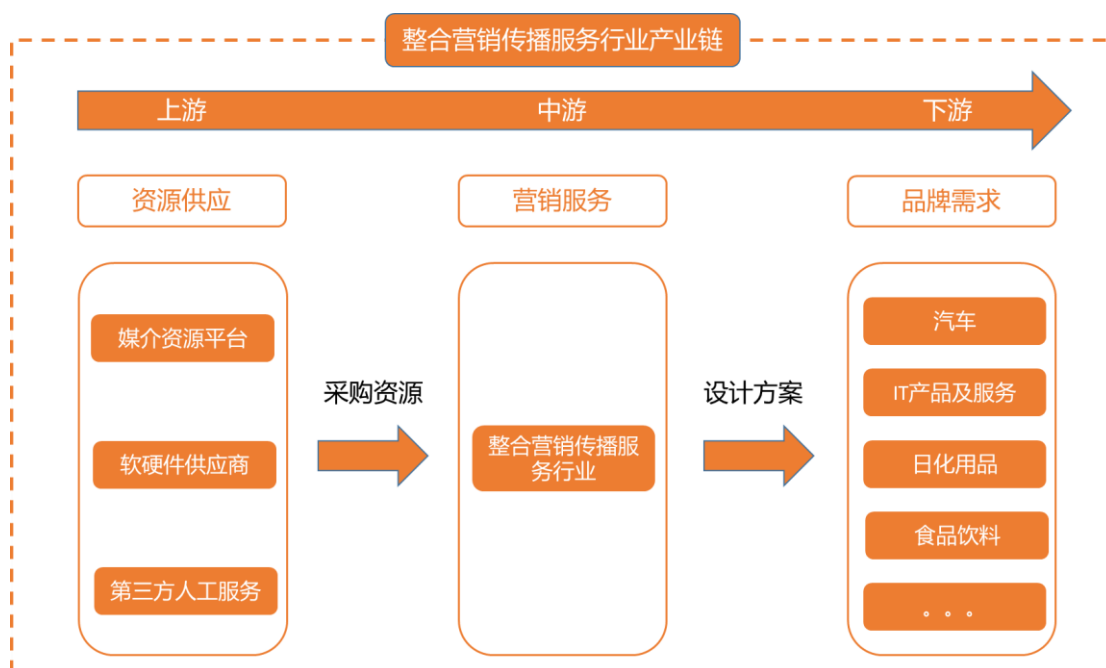 整合营销传播服务行业产业链
上游
中游
下游
资源供应
营销服务
品牌需求
媒介资源平台
软硬件供应商
第三方人工服务
采购资源
整合营销传播服
务行业
设计方案
汽车
IT产品及服务
日化用品
食品饮料
。。。